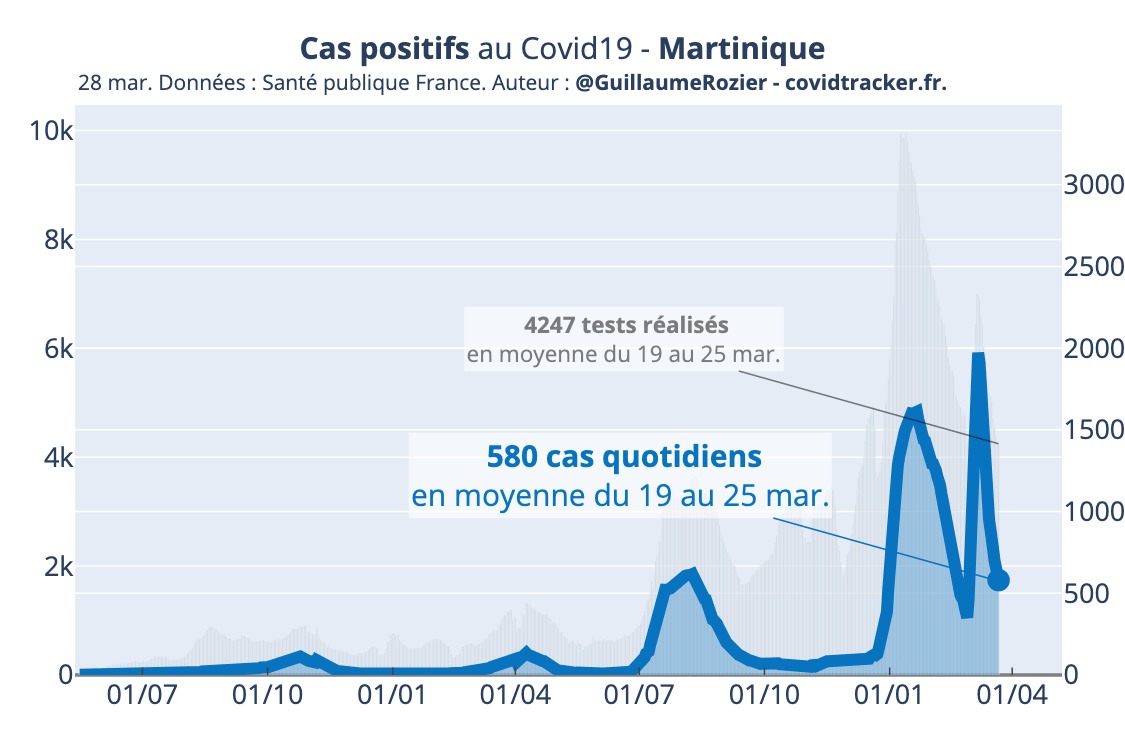 Cas positifs au Covid19 - Martinique
28 mar. Données : Santé publique France. Auteur : @GuillaumeRozier - covidtracker.fr.
10k
3000
8k
2500
4247 tests réalisés
en moyenne du 19 au 25 mar.
6k
2000
1500
580 cas quotidiens
4k
en moyenne du 19 au 25 mar.
1000
2k
500
0
0
01/07 01/10 01/01 01/04 01/07 01/10 01/01 01/04